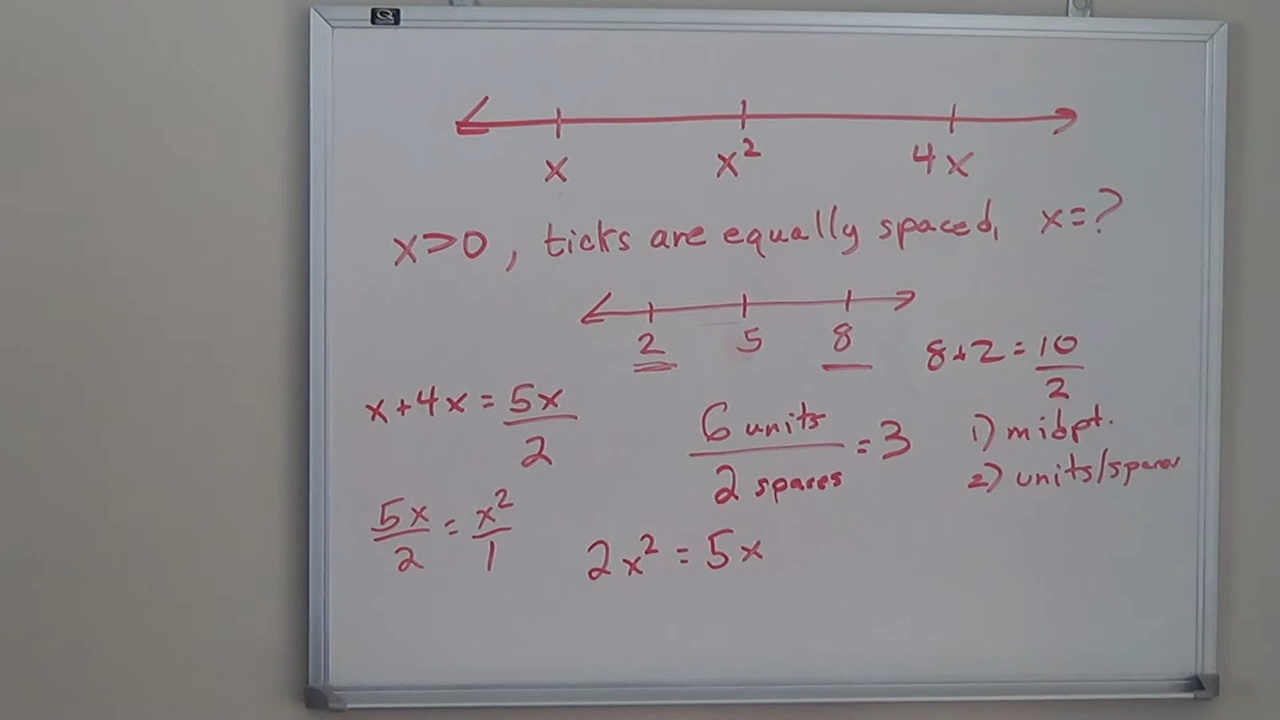 x x² 4x
x>0, ticks are equally spaced, x=?
2 5 8
8+2=10/2
x+4x=5x/2
6 units/2 spaces=3
1) midpt.
2) units/spaces
5x/2=x²/1
2x²=5x